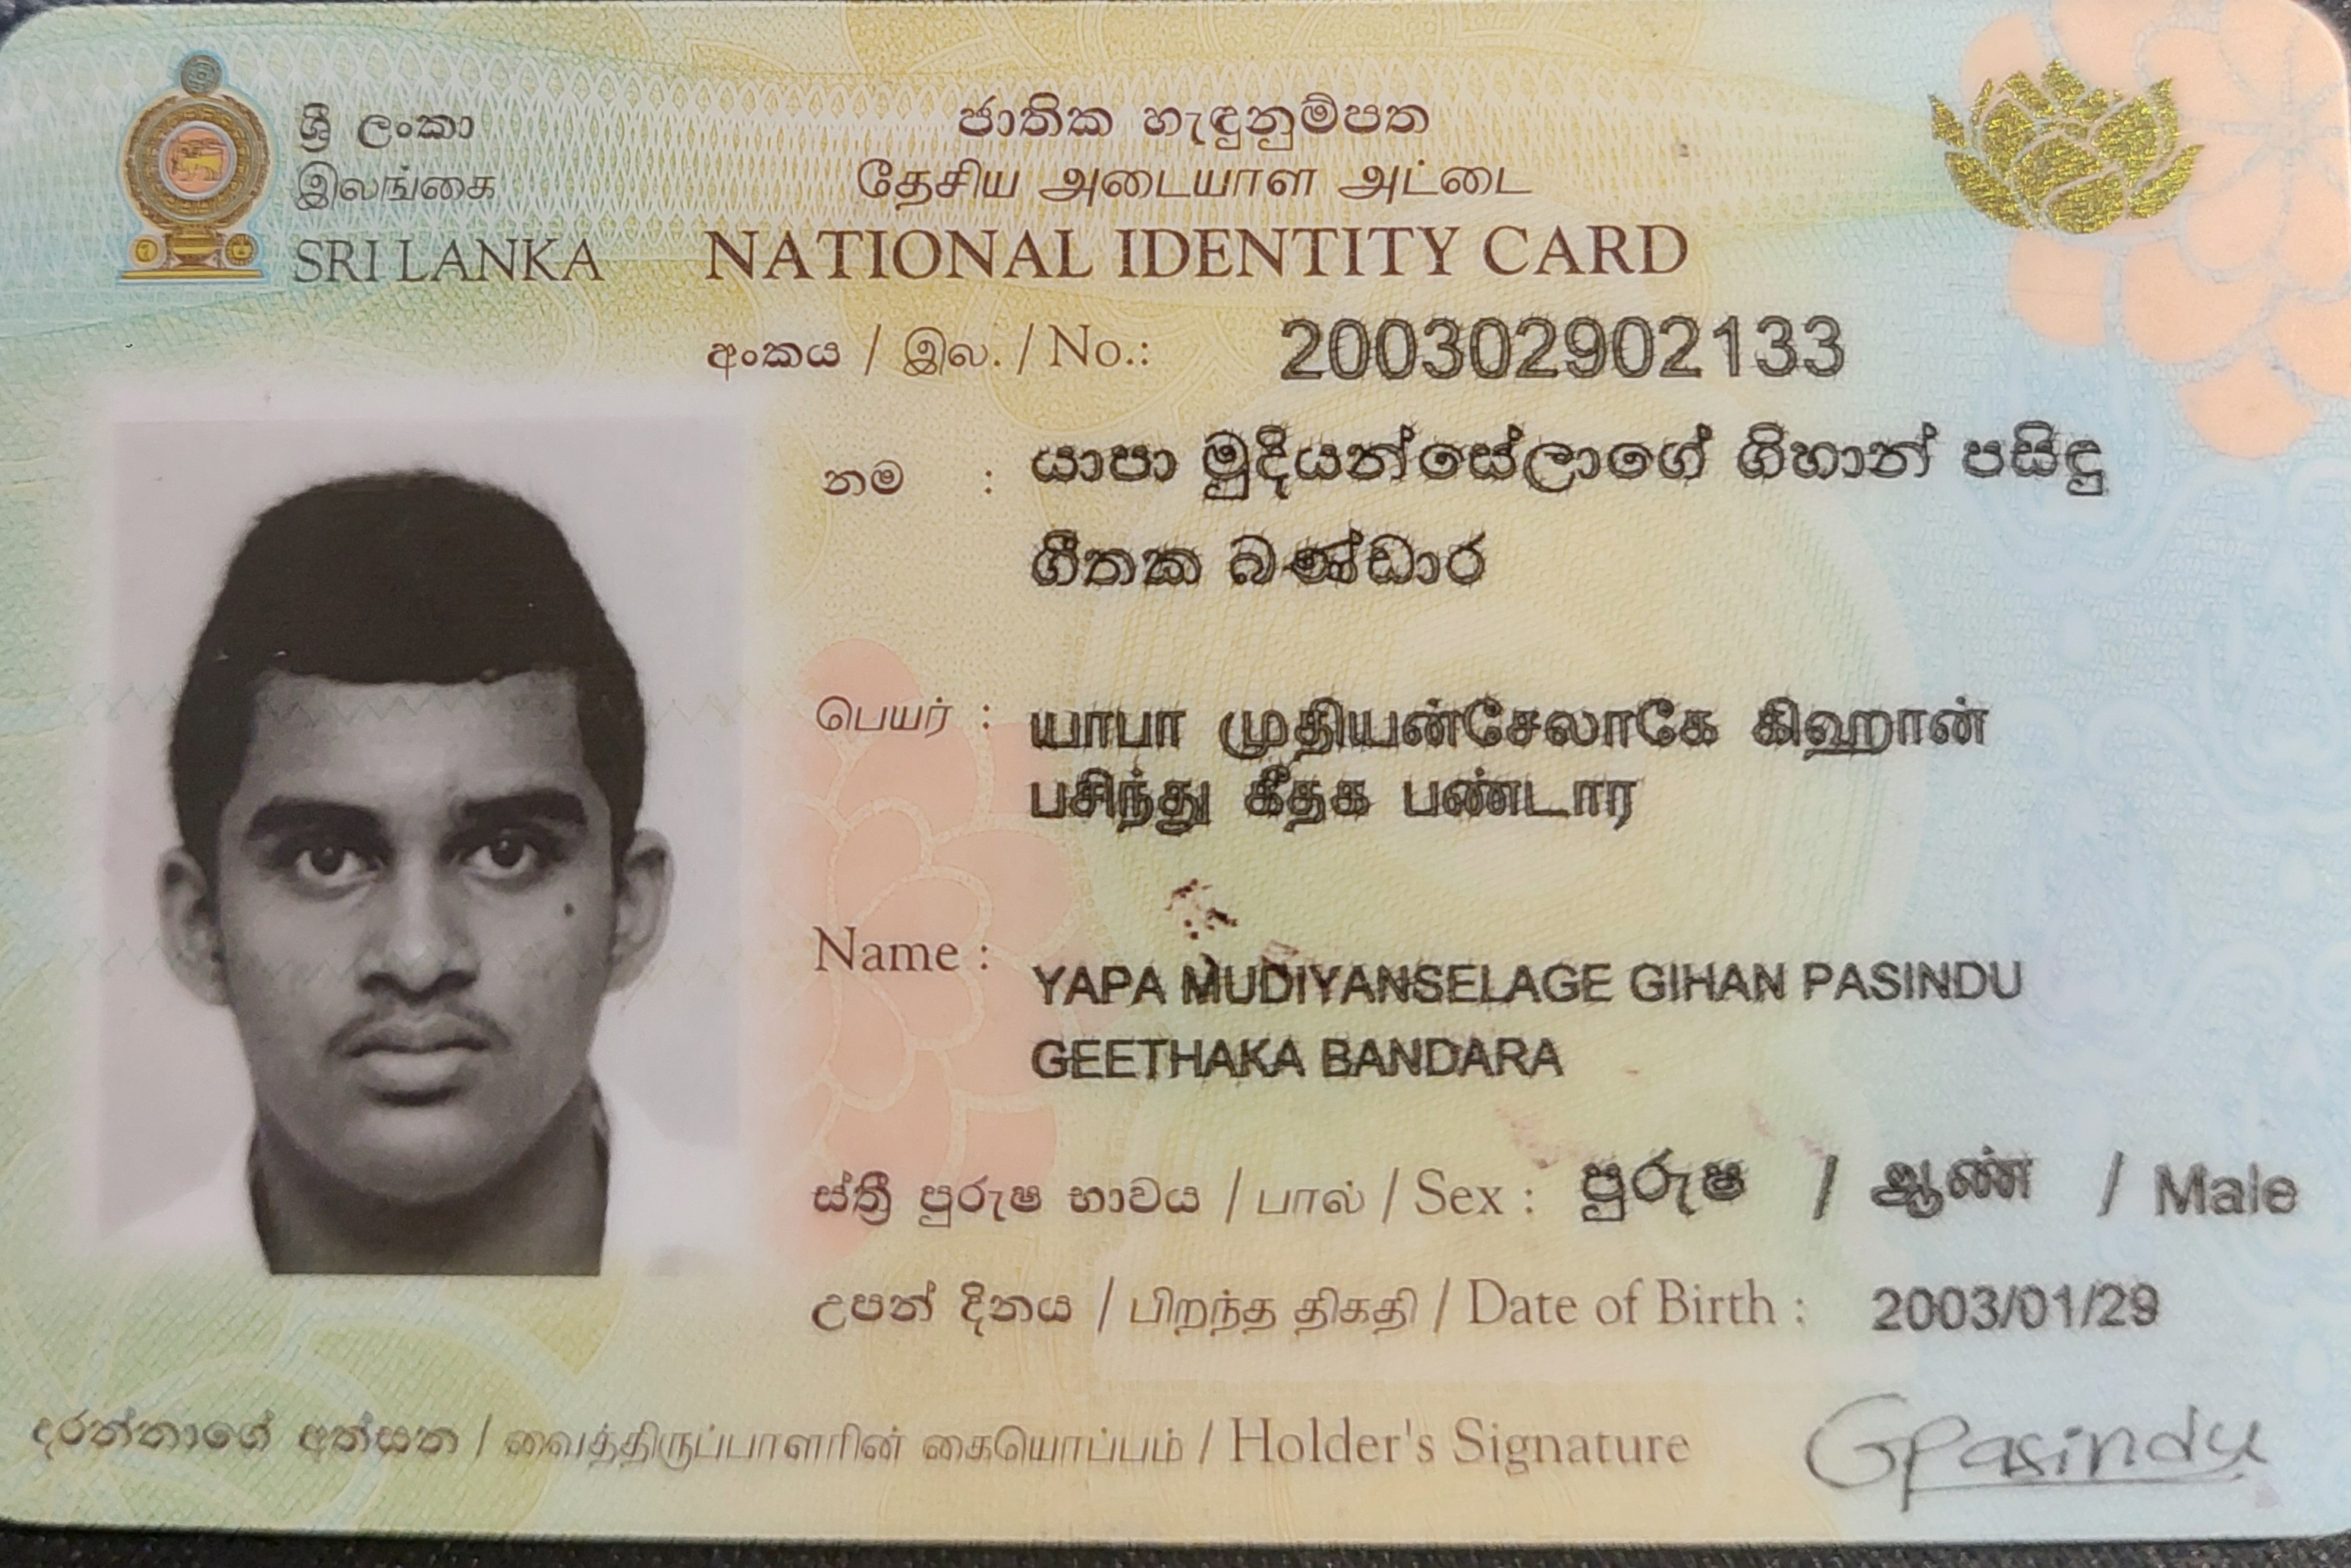 ශ්‍රී ලංකා
இலங்கை
SRI LANKA
ජාතික හැඳුනුම්පත
தேசிய அடையாள அட்டை
NATIONAL IDENTITY CARD
අංකය / இல. / No.: 200302902133
නම : යාපා මුදියන්සේලාගේ ගිහාන් පසිඳු
ගීතක බණ්ඩාර
பெயர் : யாபா முதியன்சேலாகே கிஹான்
பசிந்து கீதக பண்டார
Name : YAPA MUDIYANSELAGE GIHAN PASINDU
GEETHAKA BANDARA
ස්ත්‍රී පුරුෂ භාවය / பால் / Sex : පුරුෂ / ஆண் / Male
උපන් දිනය / பிறந்த திகதி / Date of Birth : 2003/01/29
දරන්නාගේ අත්සන / வைத்திருப்பாளரின் கையொப்பம் / Holder's Signature GPasindu